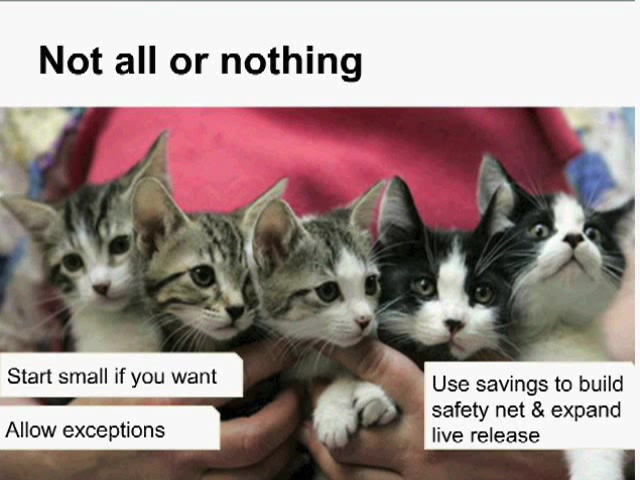 Not all or nothing
Start small if you want
Allow exceptions
Use savings to build
safety net & expand
live release